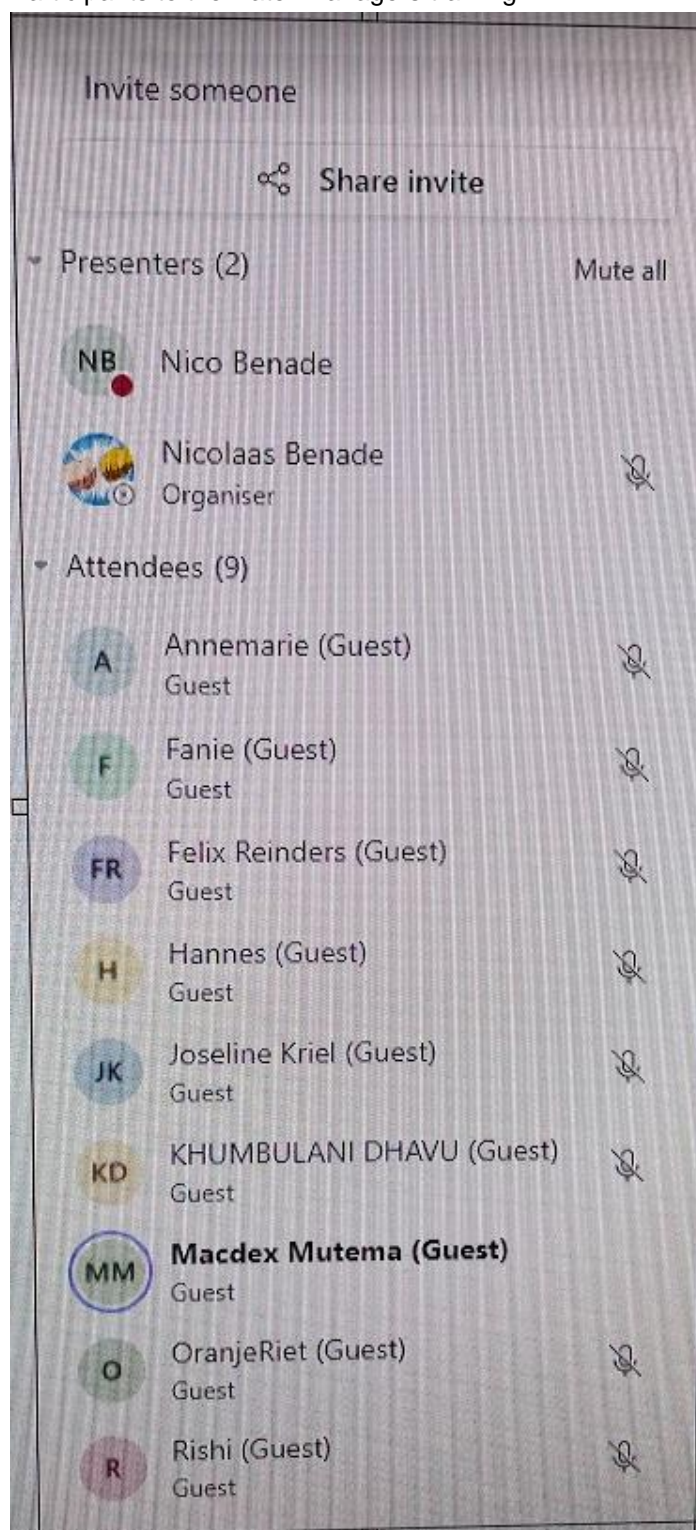 Invite someone
Share invite
Presenters (2) Mute all
NB Nico Benade
Nicolaas Benade
Organiser
Attendees (9)
A Annemarie (Guest)
Guest
F Fanie (Guest)
Guest
FR Felix Reinders (Guest)
Guest
H Hannes (Guest)
Guest
JK Joseline Kriel (Guest)
Guest
KD KHUMBULANI DHAVU (Guest)
Guest
MM Macdex Mutema (Guest)
Guest
O OranjeRiet (Guest)
Guest
R Rishi (Guest)
Guest